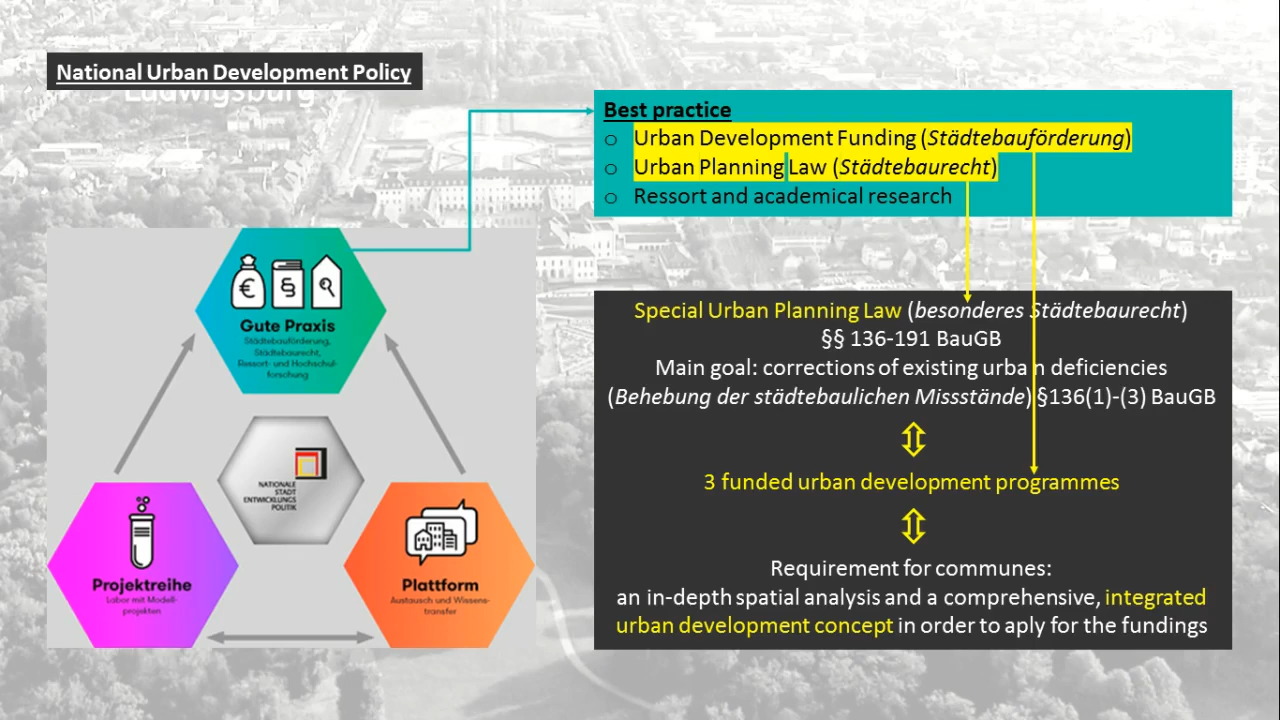 National Urban Development Policy
Ludwigsburg
Best practice
o Urban Development Funding (Städtebauförderung)
o Urban Planning Law (Städtebaurecht)
o Ressort and academical research
€ §
Gute Praxis
Städtebauförderung,
Städtebaurecht,
Ressort- und Hochschul-
forschung
NATIONALE
STADT
ENTWICKLUNGS
POLITIK
Projektreihe
Labor mit Modell-
projekten
Plattform
Austausch und Wissens-
transfer
Special Urban Planning Law (besonderes Städtebaurecht)
§§ 136-191 BauGB
Main goal: corrections of existing urban deficiencies
(Behebung der städtebaulichen Missstände) §136(1)-(3) BauGB
3 funded urban development programmes
Requirement for communes:
an in-depth spatial analysis and a comprehensive, integrated
urban development concept in order to aply for the fundings